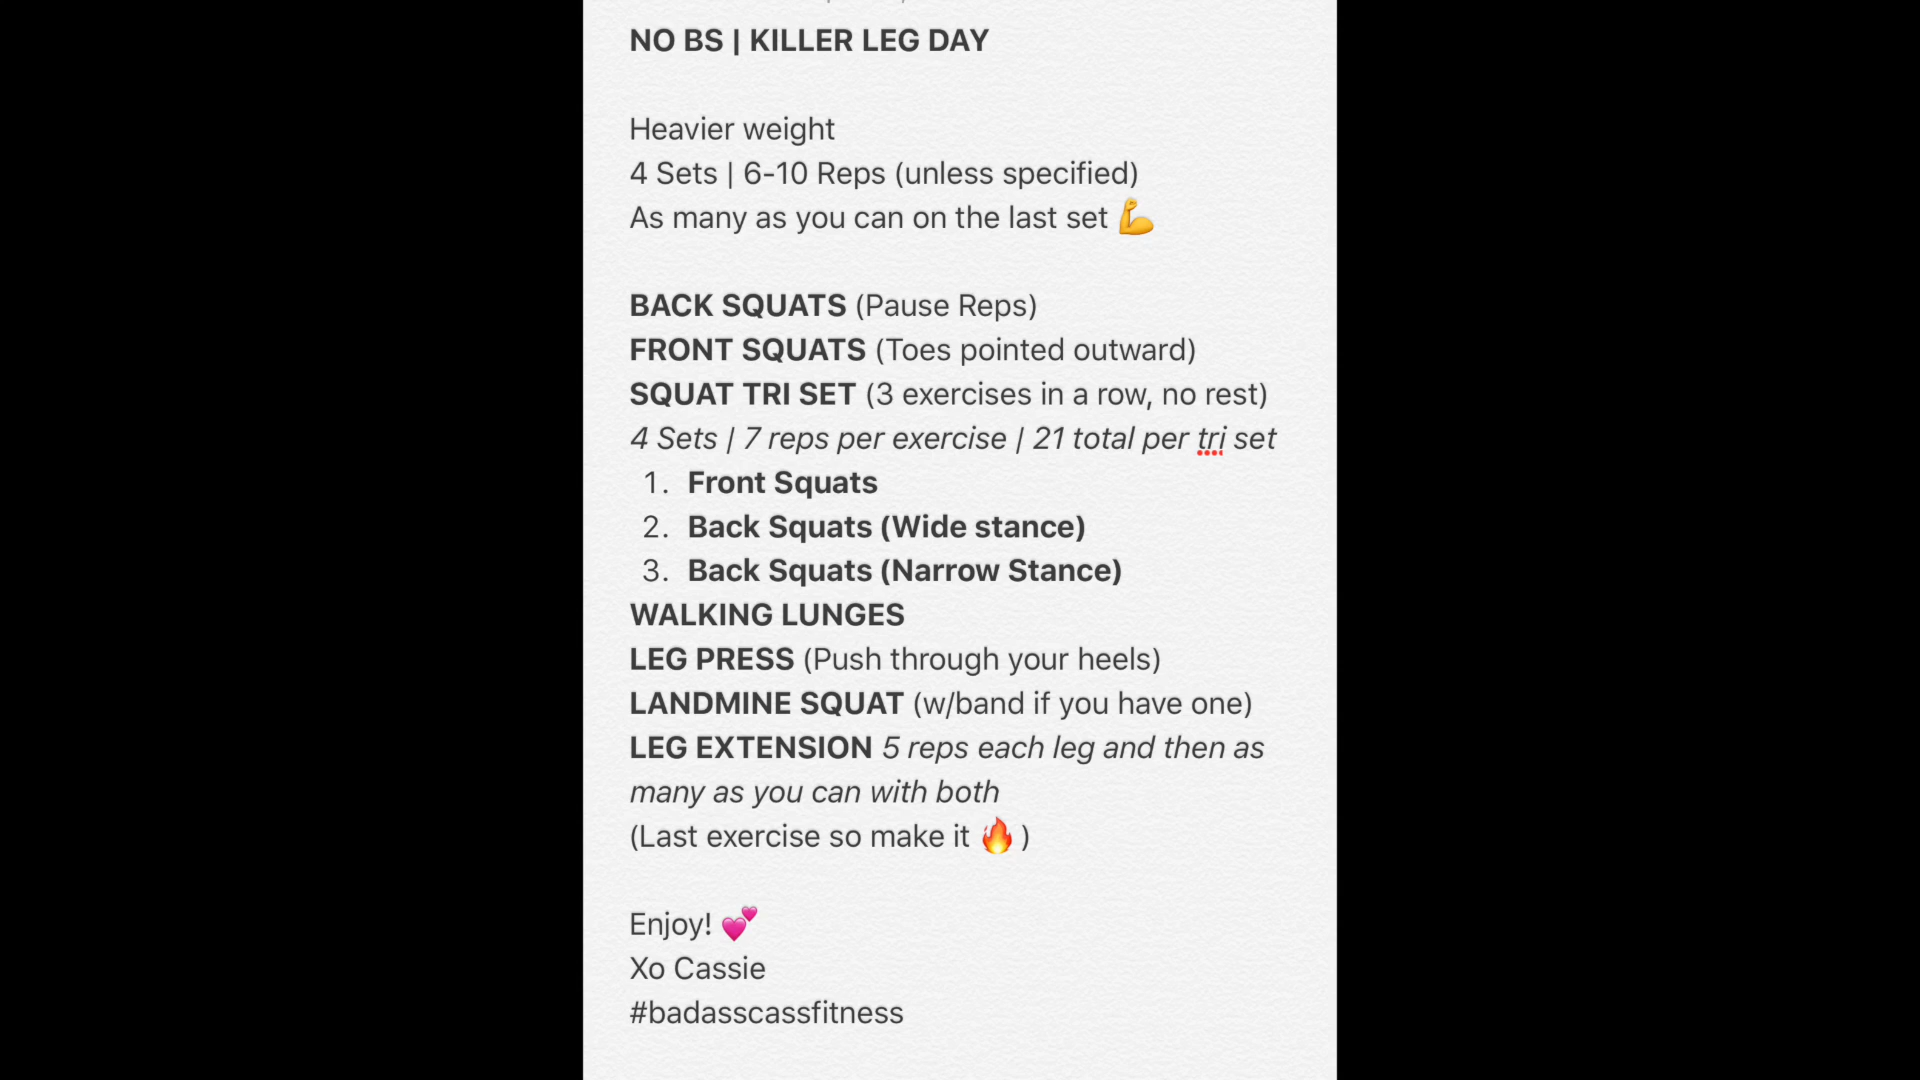 NO BS | KILLER LEG DAY
Heavier weight
4 Sets | 6-10 Reps (unless specified)
As many as you can on the last set 💪
BACK SQUATS (Pause Reps)
FRONT SQUATS (Toes pointed outward)
SQUAT TRI SET (3 exercises in a row, no rest)
4 Sets | 7 reps per exercise | 21 total per tri set
1. Front Squats
2. Back Squats (Wide stance)
3. Back Squats (Narrow Stance)
WALKING LUNGES
LEG PRESS (Push through your heels)
LANDMINE SQUAT (w/band if you have one)
LEG EXTENSION 5 reps each leg and then as
many as you can with both
(Last exercise so make it 🔥 )
Enjoy! 💕
Xo Cassie
#badasscassfitness